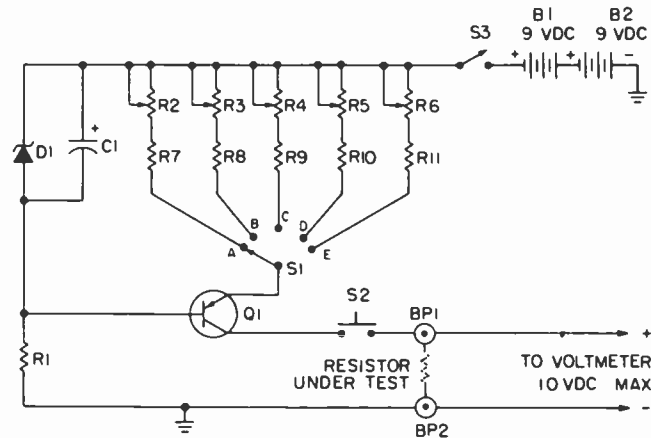 B1 B2
9 VDC 9 VDC
S3
+ + -
R2 R3 R4 R5 R6
D1 + C1
R7 R8 R9 R10 R11
A B C D E
S1
Q1
S2
BP1
+
R1
RESISTOR
UNDER TEST
TO VOLTMETER
10 VDC MAX
-
BP2